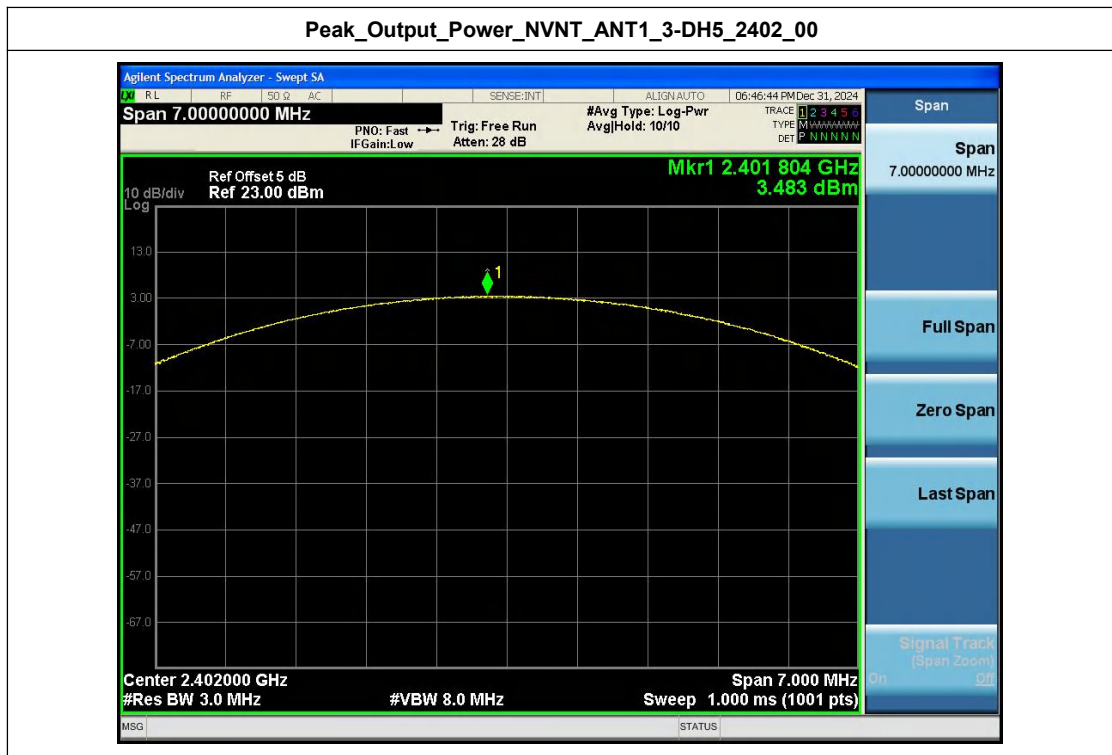 Peak_Output_Power_NVNT_ANT1_3-DH5_2402_00
Agilent Spectrum Analyzer - Swept SA
LXI RL RF 50 Ω AC SENSE:INT ALIGN AUTO 06:46:44 PM Dec 31, 2024
Span 7.00000000 MHz
PNO: Fast
IFGain:Low
Trig: Free Run
Atten: 28 dB
#Avg Type: Log-Pwr
Avg|Hold: 10/10
TRACE 1 2 3 4 5 6
TYPE M WWWWW
DET P N N N N N
Ref Offset 5 dB
10 dB/div Ref 23.00 dBm
Log
Mkr1 2.401 804 GHz
3.483 dBm
1
13.0
3.00
-7.00
-17.0
-27.0
-37.0
-47.0
-57.0
-67.0
Center 2.402000 GHz Span 7.000 MHz
#Res BW 3.0 MHz #VBW 8.0 MHz Sweep 1.000 ms (1001 pts)
MSG STATUS
Span
Span
7.00000000 MHz
Full Span
Zero Span
Last Span
Signal Track
(Span Zoom)
On Off